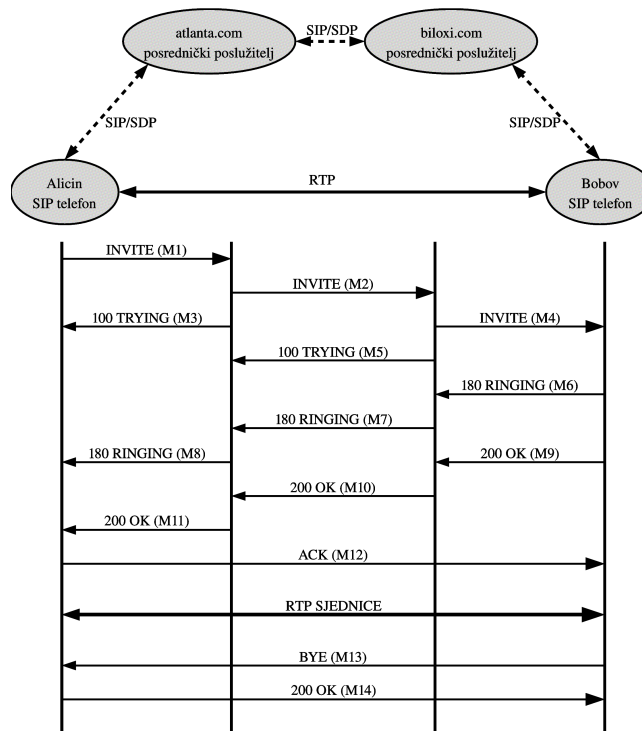 atlanta.com
posrednički poslužitelj
SIP/SDP
biloxi.com
posrednički poslužitelj
SIP/SDP
SIP/SDP
Alicin
SIP telefon
RTP
Bobov
SIP telefon
INVITE (M1)
INVITE (M2)
100 TRYING (M3)
INVITE (M4)
100 TRYING (M5)
180 RINGING (M6)
180 RINGING (M7)
180 RINGING (M8)
200 OK (M9)
200 OK (M10)
200 OK (M11)
ACK (M12)
RTP SJEDNICE
BYE (M13)
200 OK (M14)